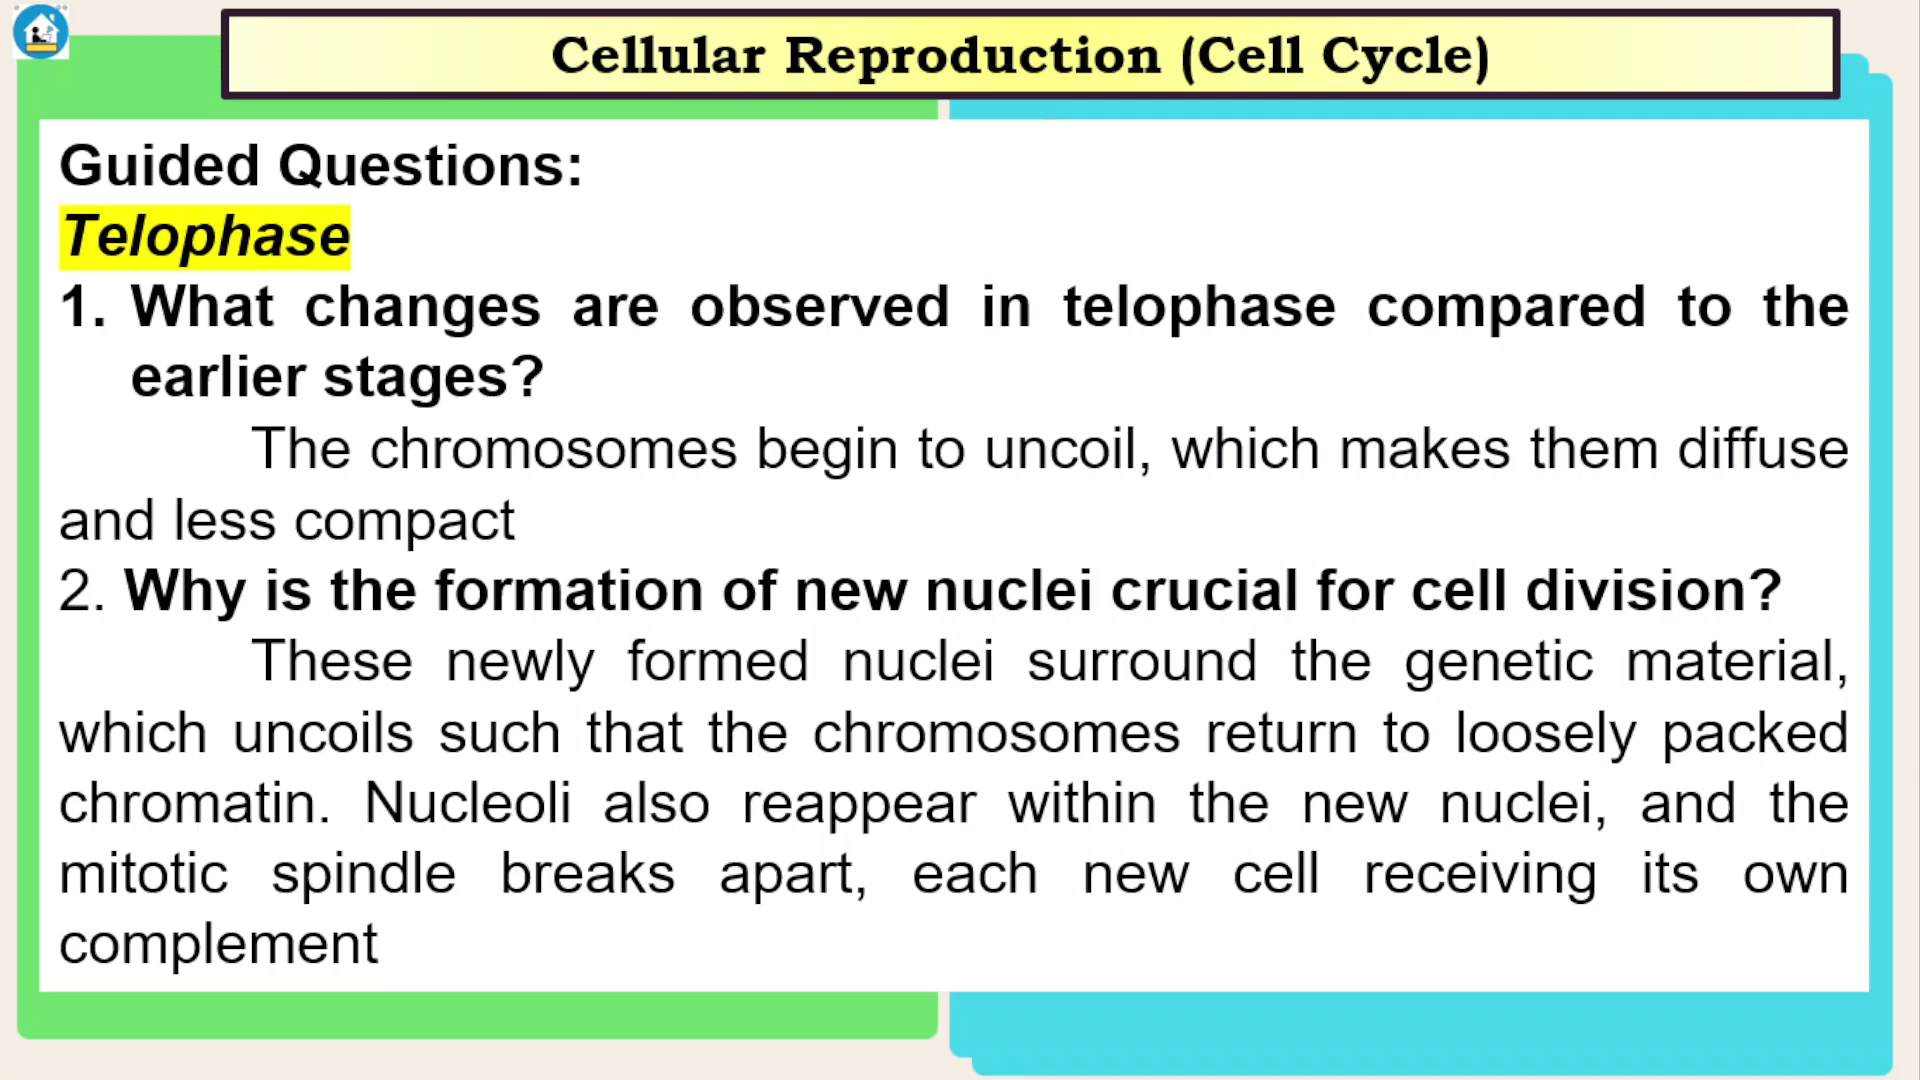 Cellular Reproduction (Cell Cycle)
Guided Questions:
Telophase
1. What changes are observed in telophase compared to the
earlier stages?
The chromosomes begin to uncoil, which makes them diffuse
and less compact
2. Why is the formation of new nuclei crucial for cell division?
These newly formed nuclei surround the genetic material,
which uncoils such that the chromosomes return to loosely packed
chromatin. Nucleoli also reappear within the new nuclei, and the
mitotic spindle breaks apart, each new cell receiving its own
complement